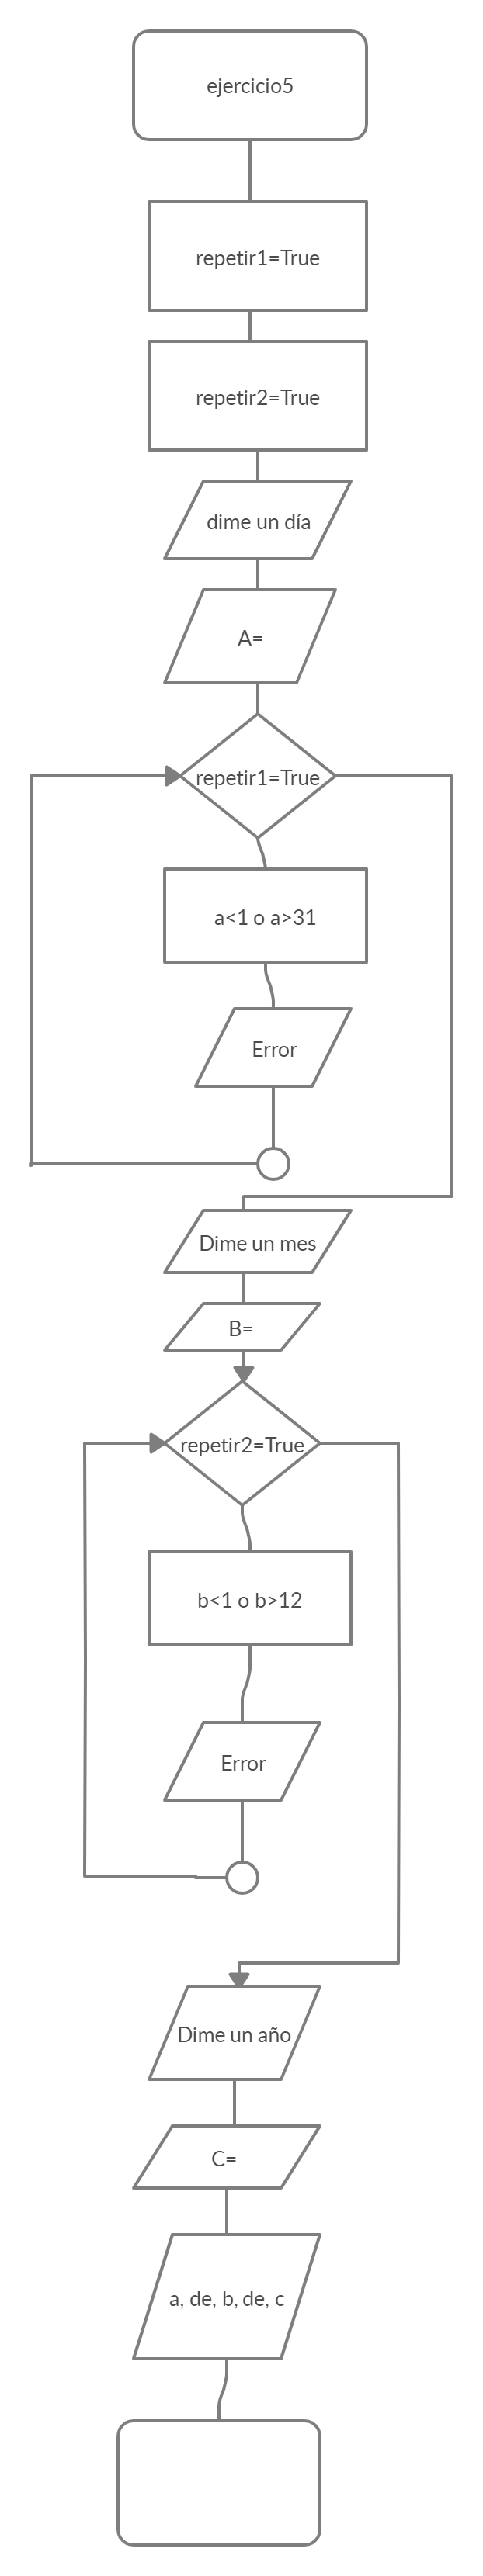 ejercicio5
repetir1=True
repetir2=True
dime un día
A=
repetir1=True
a<1 o a>31
Error
Dime un mes
B=
repetir2=True
b<1 o b>12
Error
Dime un año
C=
a, de, b, de, c